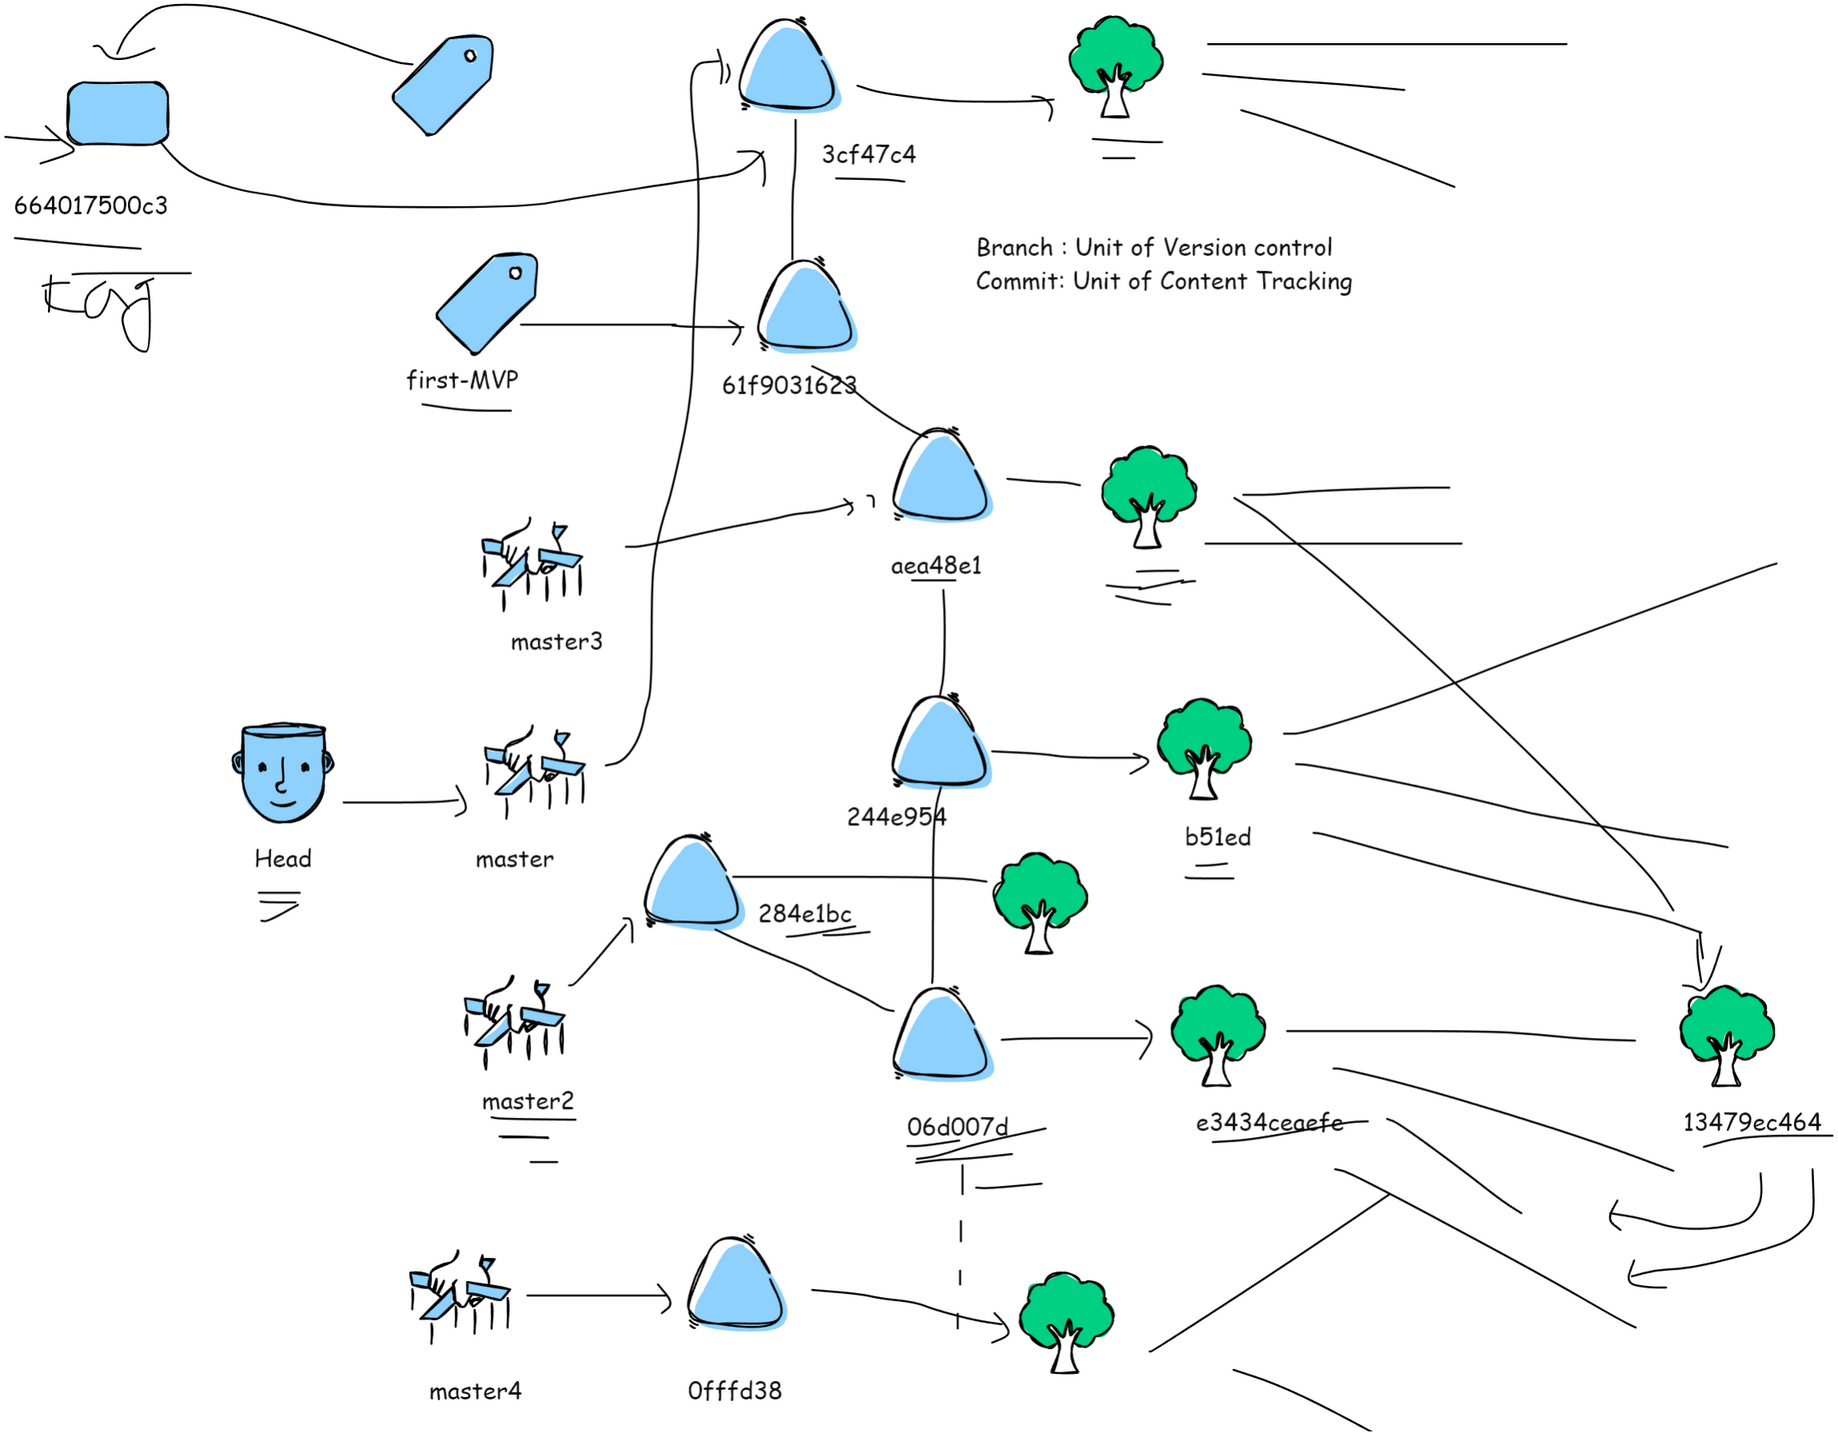 3cf47c4
664017500c3
tag
Branch : Unit of Version control
Commit: Unit of Content Tracking
first-MVP
61f9031623
aea48e1
master3
244e954
b51ed
Head
master
284e1bc
master2
06d007d
e3434ceaefe
13479ec464
master4
0fffd38